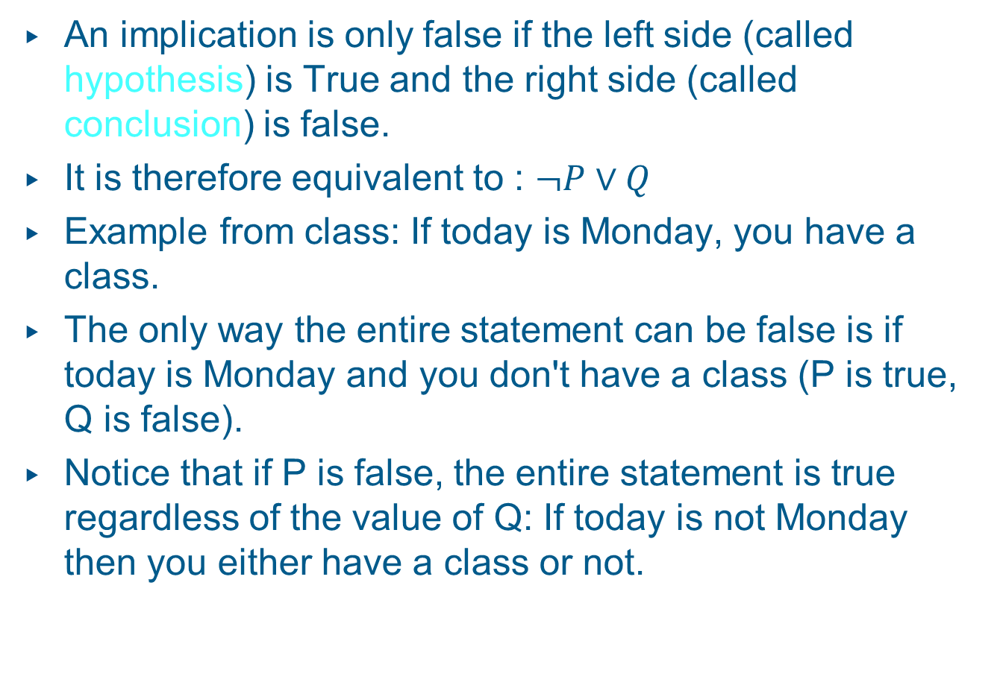 ▸ An implication is only false if the left side (called
hypothesis) is True and the right side (called
conclusion) is false.
▸ It is therefore equivalent to : ¬𝑃 ∨ 𝑄
▸ Example from class: If today is Monday, you have a
class.
▸ The only way the entire statement can be false is if
today is Monday and you don't have a class (P is true,
Q is false).
▸ Notice that if P is false, the entire statement is true
regardless of the value of Q: If today is not Monday
then you either have a class or not.